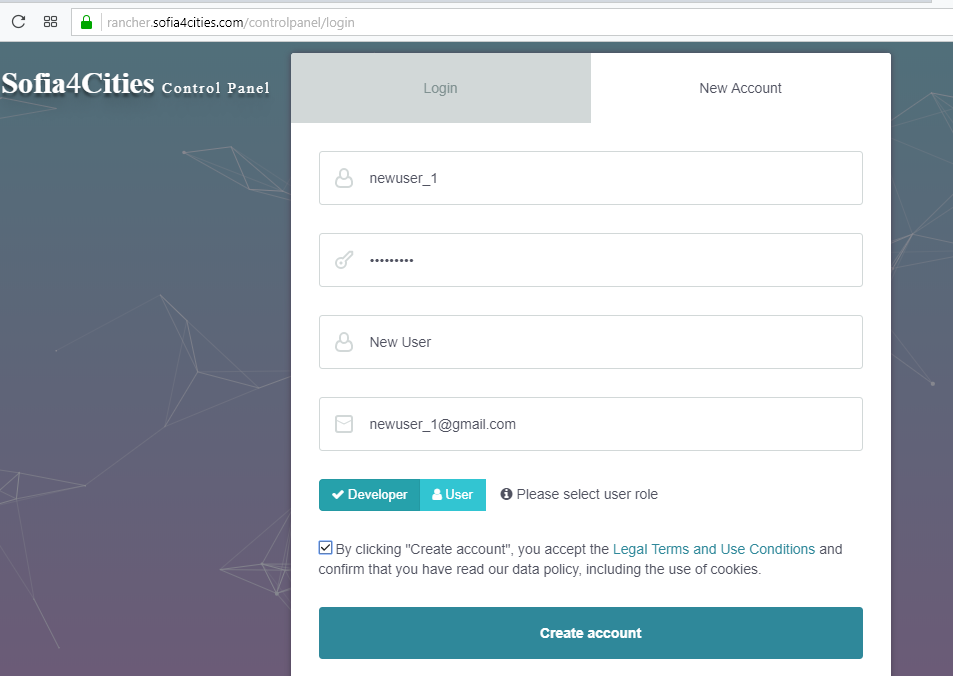 rancher.sofia4cities.com/controlpanel/login
Sofia4Cities Control Panel
Login
New Account
newuser_1
•••••••••
New User
newuser_1@gmail.com
Developer User Please select user role
By clicking "Create account", you accept the Legal Terms and Use Conditions and
confirm that you have read our data policy, including the use of cookies.
Create account